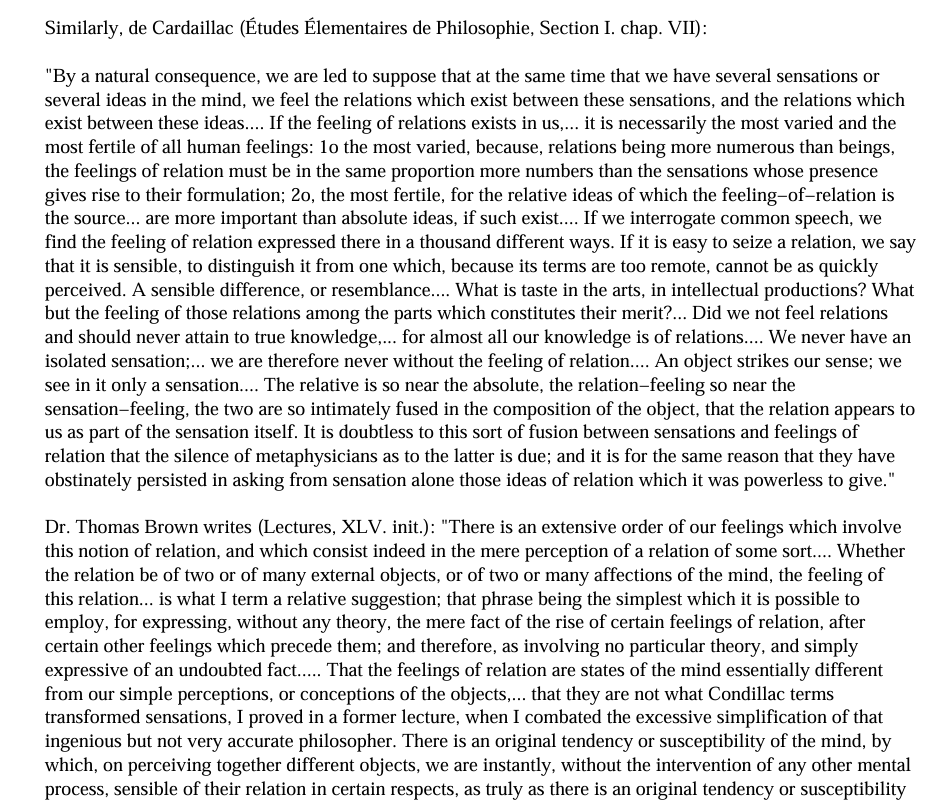 Similarly, de Cardaillac (Études Élementaires de Philosophie, Section I. chap. VII):
"By a natural consequence, we are led to suppose that at the same time that we have several sensations or
several ideas in the mind, we feel the relations which exist between these sensations, and the relations which
exist between these ideas.... If the feeling of relations exists in us,... it is necessarily the most varied and the
most fertile of all human feelings: 1o the most varied, because, relations being more numerous than beings,
the feelings of relation must be in the same proportion more numbers than the sensations whose presence
gives rise to their formulation; 2o, the most fertile, for the relative ideas of which the feeling−of−relation is
the source... are more important than absolute ideas, if such exist.... If we interrogate common speech, we
find the feeling of relation expressed there in a thousand different ways. If it is easy to seize a relation, we say
that it is sensible, to distinguish it from one which, because its terms are too remote, cannot be as quickly
perceived. A sensible difference, or resemblance.... What is taste in the arts, in intellectual productions? What
but the feeling of those relations among the parts which constitutes their merit?... Did we not feel relations
and should never attain to true knowledge,... for almost all our knowledge is of relations.... We never have an
isolated sensation;... we are therefore never without the feeling of relation.... An object strikes our sense; we
see in it only a sensation.... The relative is so near the absolute, the relation−feeling so near the
sensation−feeling, the two are so intimately fused in the composition of the object, that the relation appears to
us as part of the sensation itself. It is doubtless to this sort of fusion between sensations and feelings of
relation that the silence of metaphysicians as to the latter is due; and it is for the same reason that they have
obstinately persisted in asking from sensation alone those ideas of relation which it was powerless to give."
Dr. Thomas Brown writes (Lectures, XLV. init.): "There is an extensive order of our feelings which involve
this notion of relation, and which consist indeed in the mere perception of a relation of some sort.... Whether
the relation be of two or of many external objects, or of two or many affections of the mind, the feeling of
this relation... is what I term a relative suggestion; that phrase being the simplest which it is possible to
employ, for expressing, without any theory, the mere fact of the rise of certain feelings of relation, after
certain other feelings which precede them; and therefore, as involving no particular theory, and simply
expressive of an undoubted fact..... That the feelings of relation are states of the mind essentially different
from our simple perceptions, or conceptions of the objects,... that they are not what Condillac terms
transformed sensations, I proved in a former lecture, when I combated the excessive simplification of that
ingenious but not very accurate philosopher. There is an original tendency or susceptibility of the mind, by
which, on perceiving together different objects, we are instantly, without the intervention of any other mental
process, sensible of their relation in certain respects, as truly as there is an original tendency or susceptibility